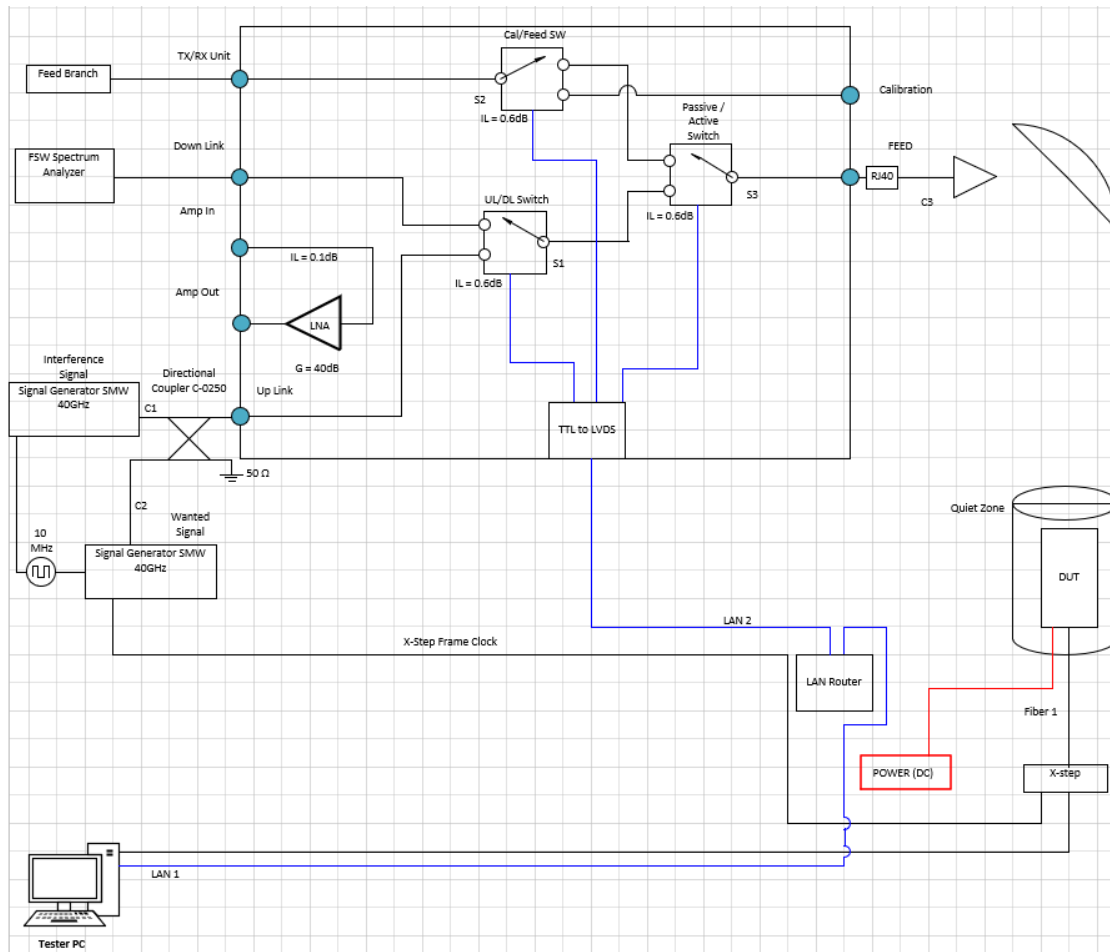 Cal/Feed SW
TX/RX Unit
Feed Branch
S2
IL = 0.6dB
Calibration
Passive /
Active
Switch
Down Link
FSW Spectrum
Analyzer
FEED
RJ40
C3
S3
IL = 0.6dB
Amp In
UL/DL Switch
IL = 0.1dB
S1
IL = 0.6dB
Amp Out
LNA
G = 40dB
Interference
Signal
Signal Generator SMW
40GHz
C1
Directional
Coupler C-0250
Up Link
TTL to LVDS
50 Ω
C2
Wanted
Signal
10
MHz
Signal Generator SMW
40GHz
Quiet Zone
DUT
LAN 2
X-Step Frame Clock
LAN Router
Fiber 1
POWER (DC)
X-step
LAN 1
Tester PC